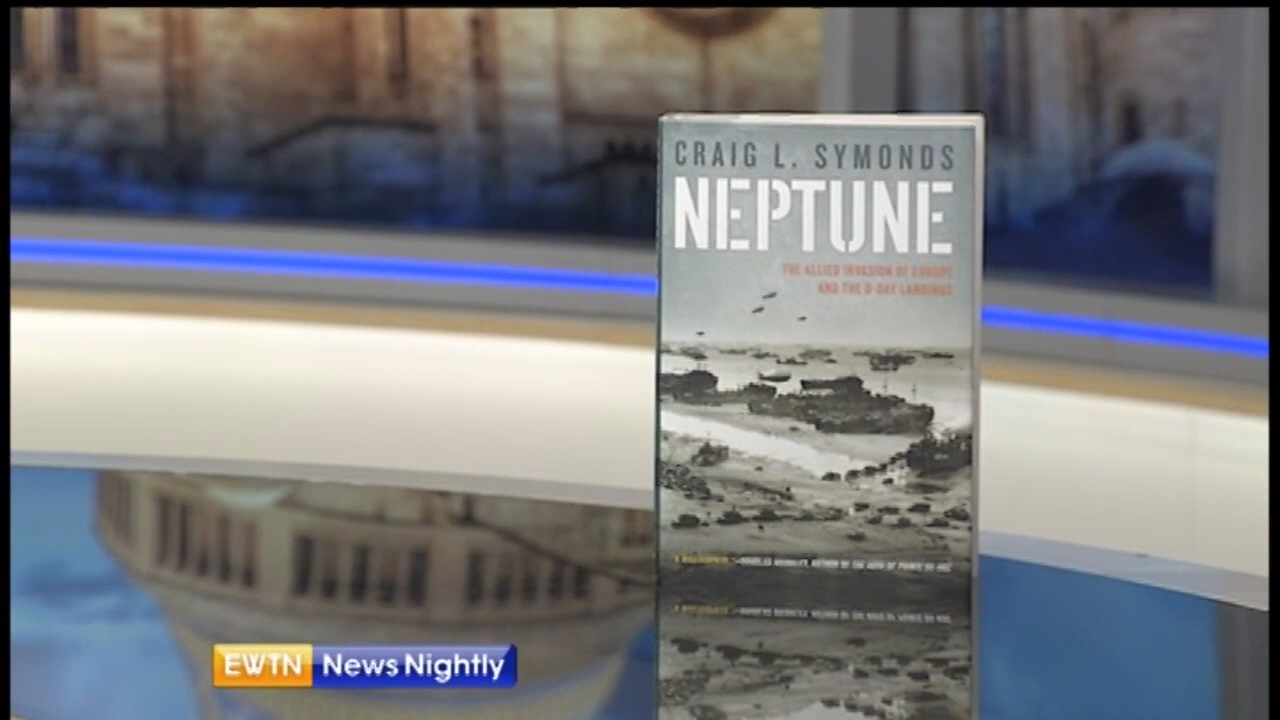 CRAIG L. SYMONDS
NEPTUNE
THE ALLIED INVASION OF EUROPE
AND THE D-DAY LANDINGS
EWTN News Nightly